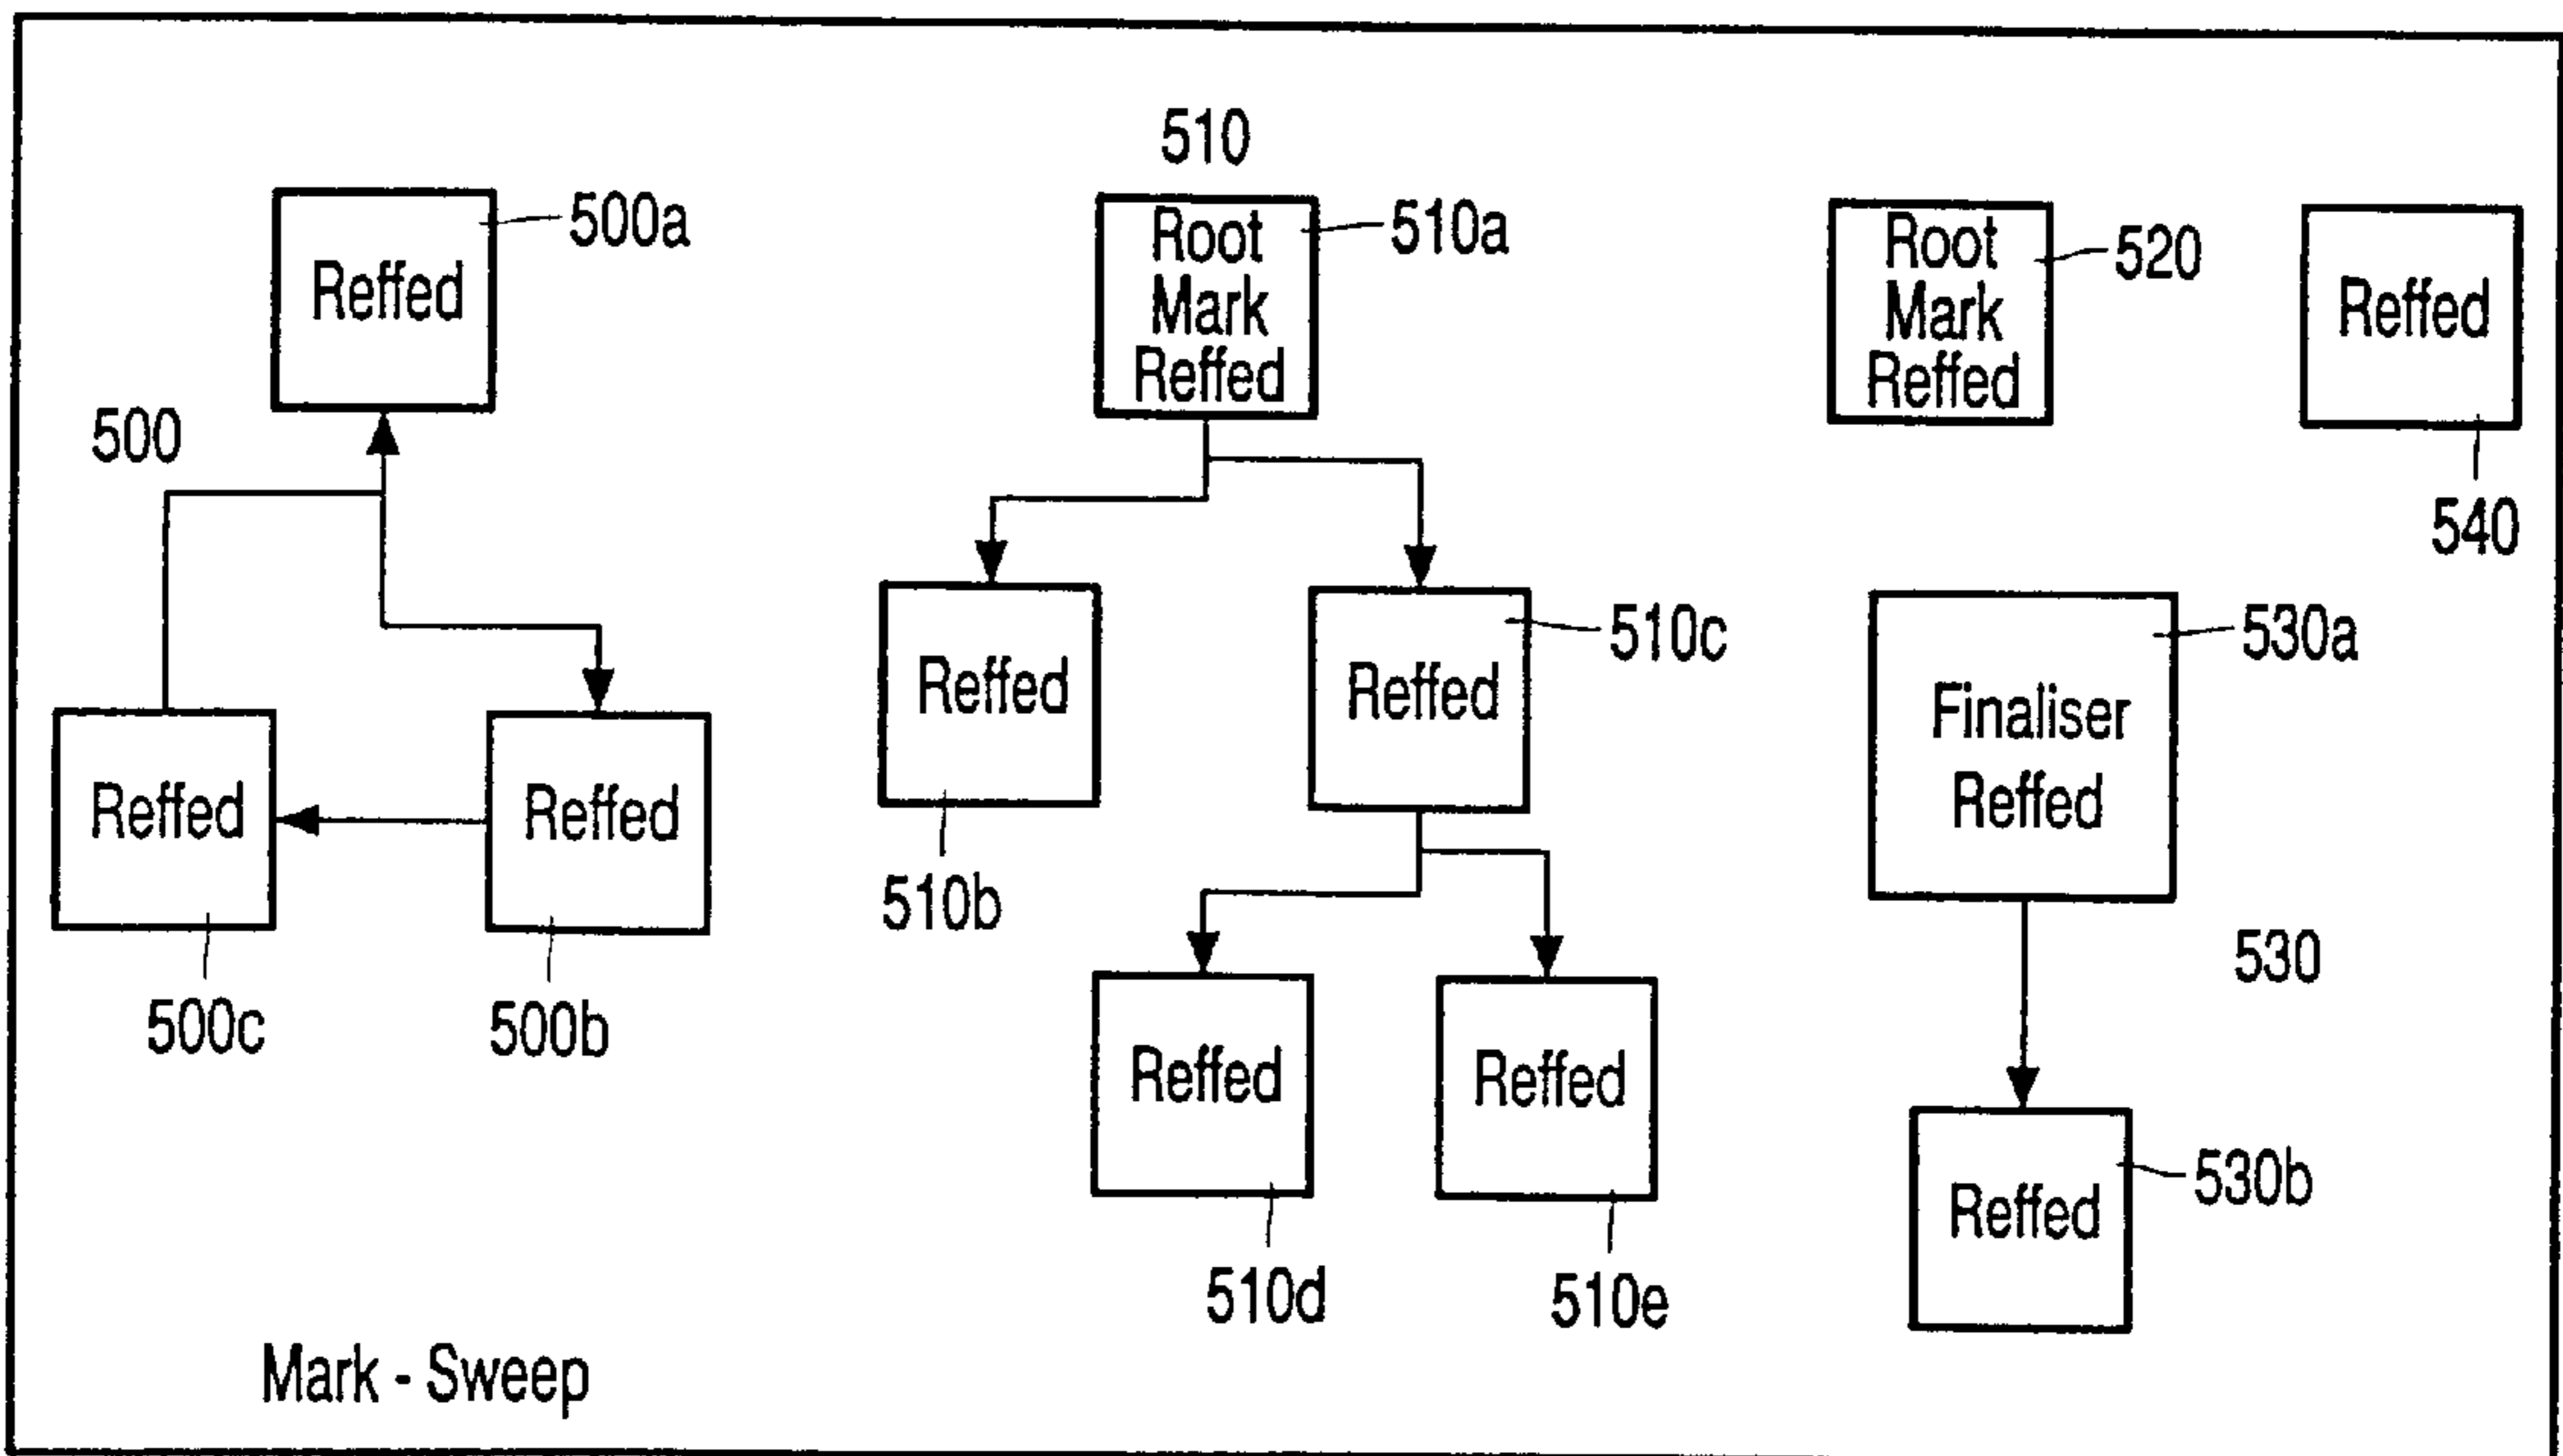 510
Reffed
500a
Root
Mark
Reffed
510a
Root
Mark
Reffed
520
Reffed
540
500
Reffed
500c
Reffed
500b
Reffed
510b
Reffed
510c
Reffed
510d
Reffed
510e
Finaliser
Reffed
530a
530
Reffed
530b
Mark - Sweep